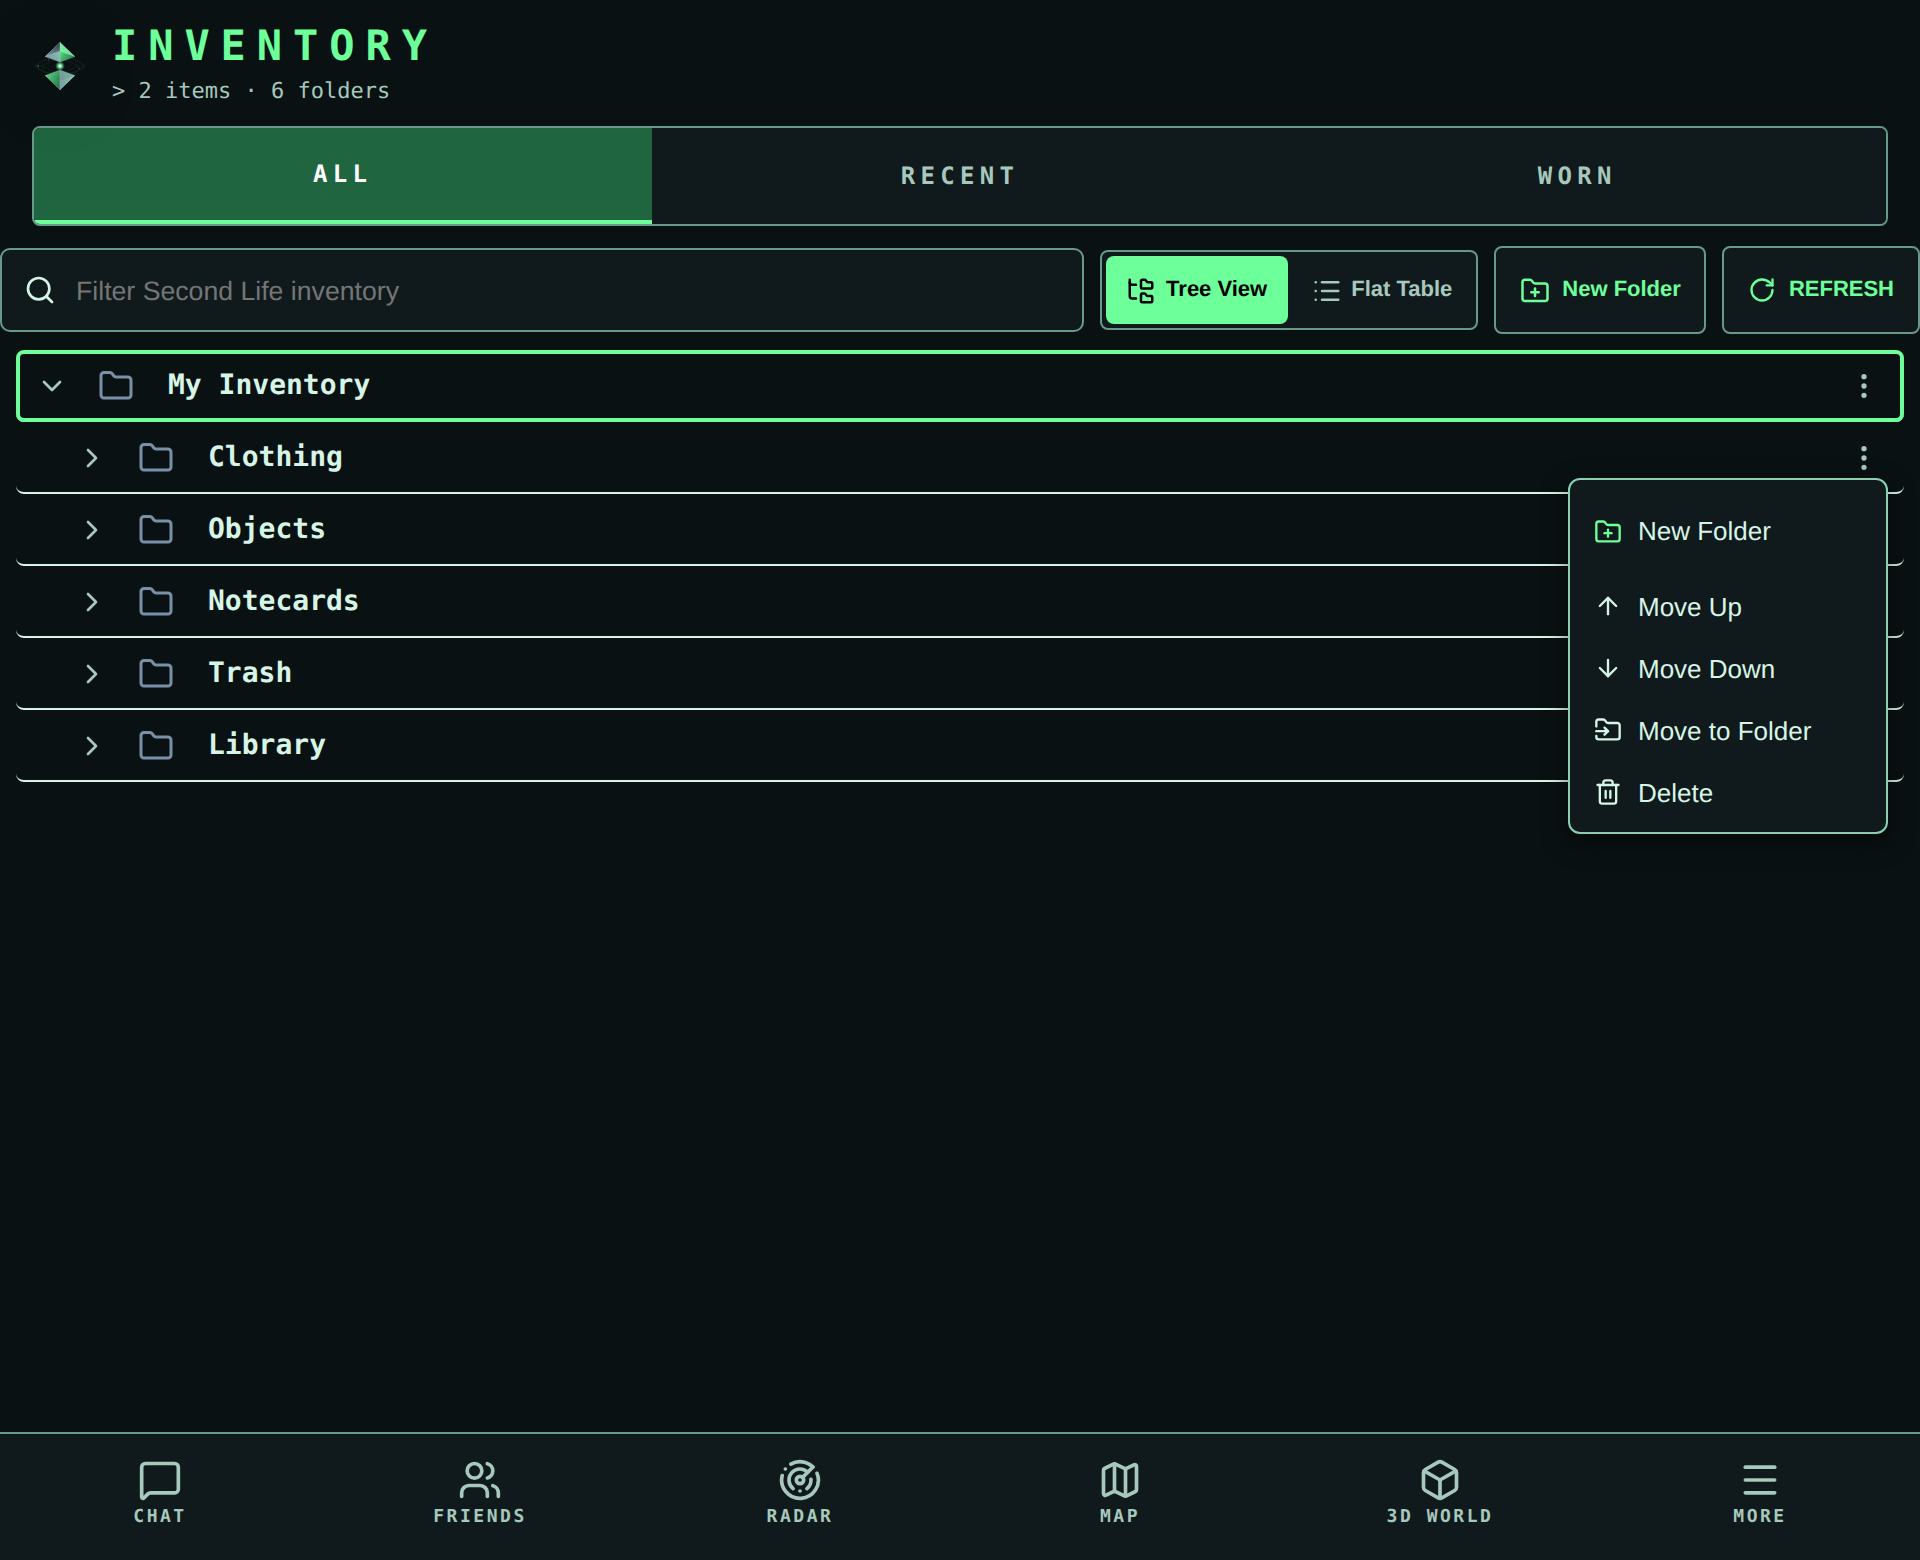 INVENTORY
> 2 items · 6 folders
ALL
RECENT
WORN
Filter Second Life inventory
Tree View
Flat Table
New Folder
REFRESH
My Inventory
Clothing
Objects
Notecards
Trash
Library
New Folder
Move Up
Move Down
Move to Folder
Delete
CHAT
FRIENDS
RADAR
MAP
3D WORLD
MORE